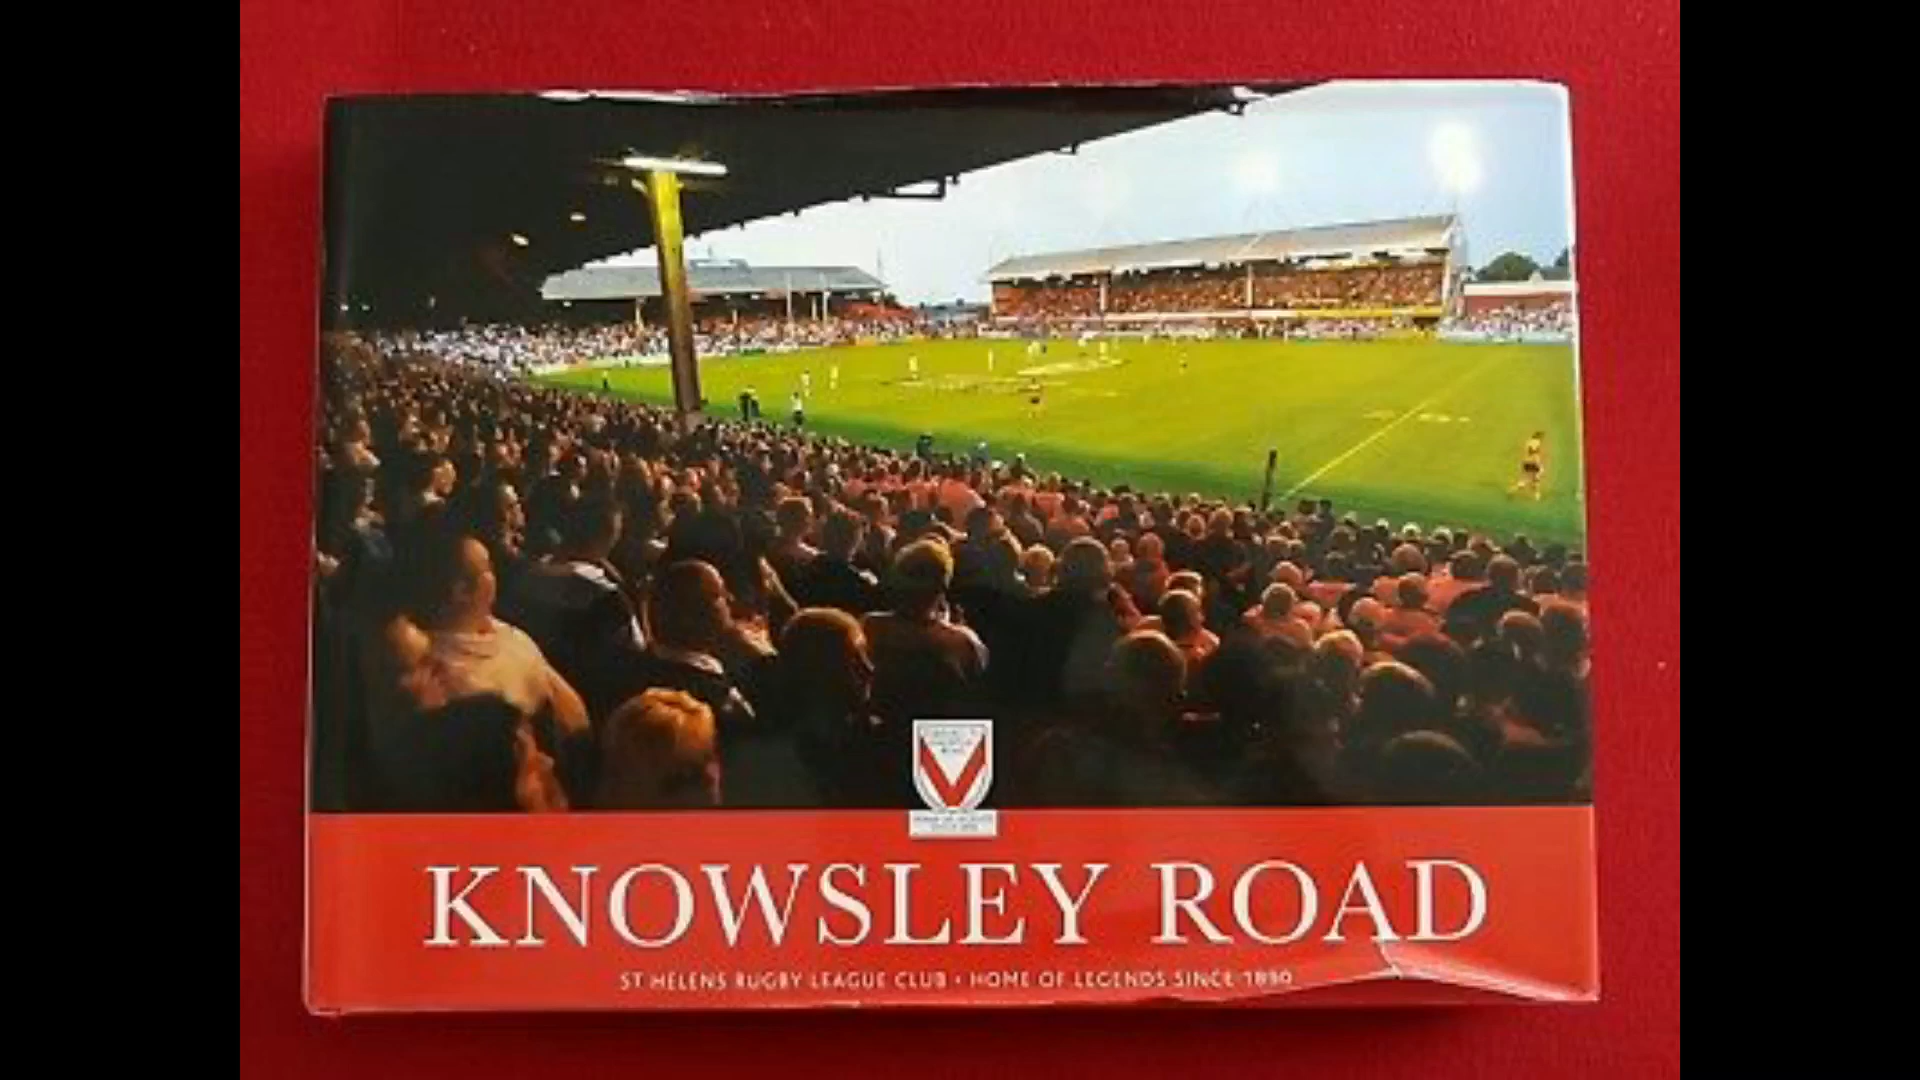 KNOWSLEY ROAD
ST HELENS RUGBY LEAGUE CLUB • HOME OF LEGENDS SINCE 1890